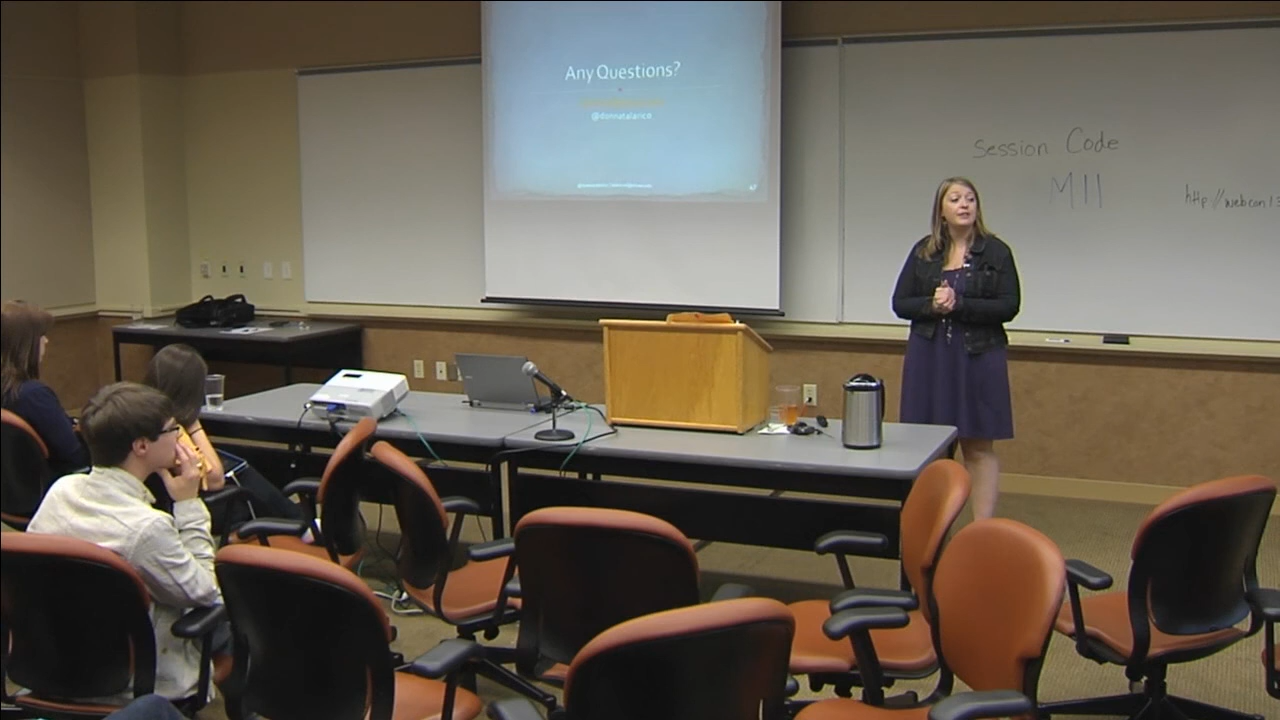 Any Questions?
@donnatalarico
Session Code
M11
http://webcon13